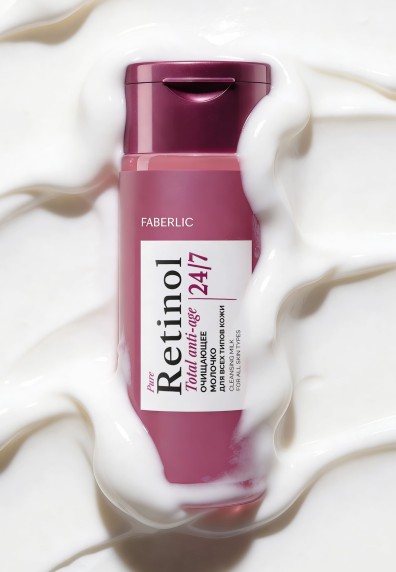 FABERLIC
Pure
Retinol
Total anti-age
24/7
ОЧИЩАЮЩЕЕ
МОЛОЧКО
ДЛЯ ВСЕХ ТИПОВ КОЖИ
CLEANSING MILK
FOR ALL SKIN TYPES